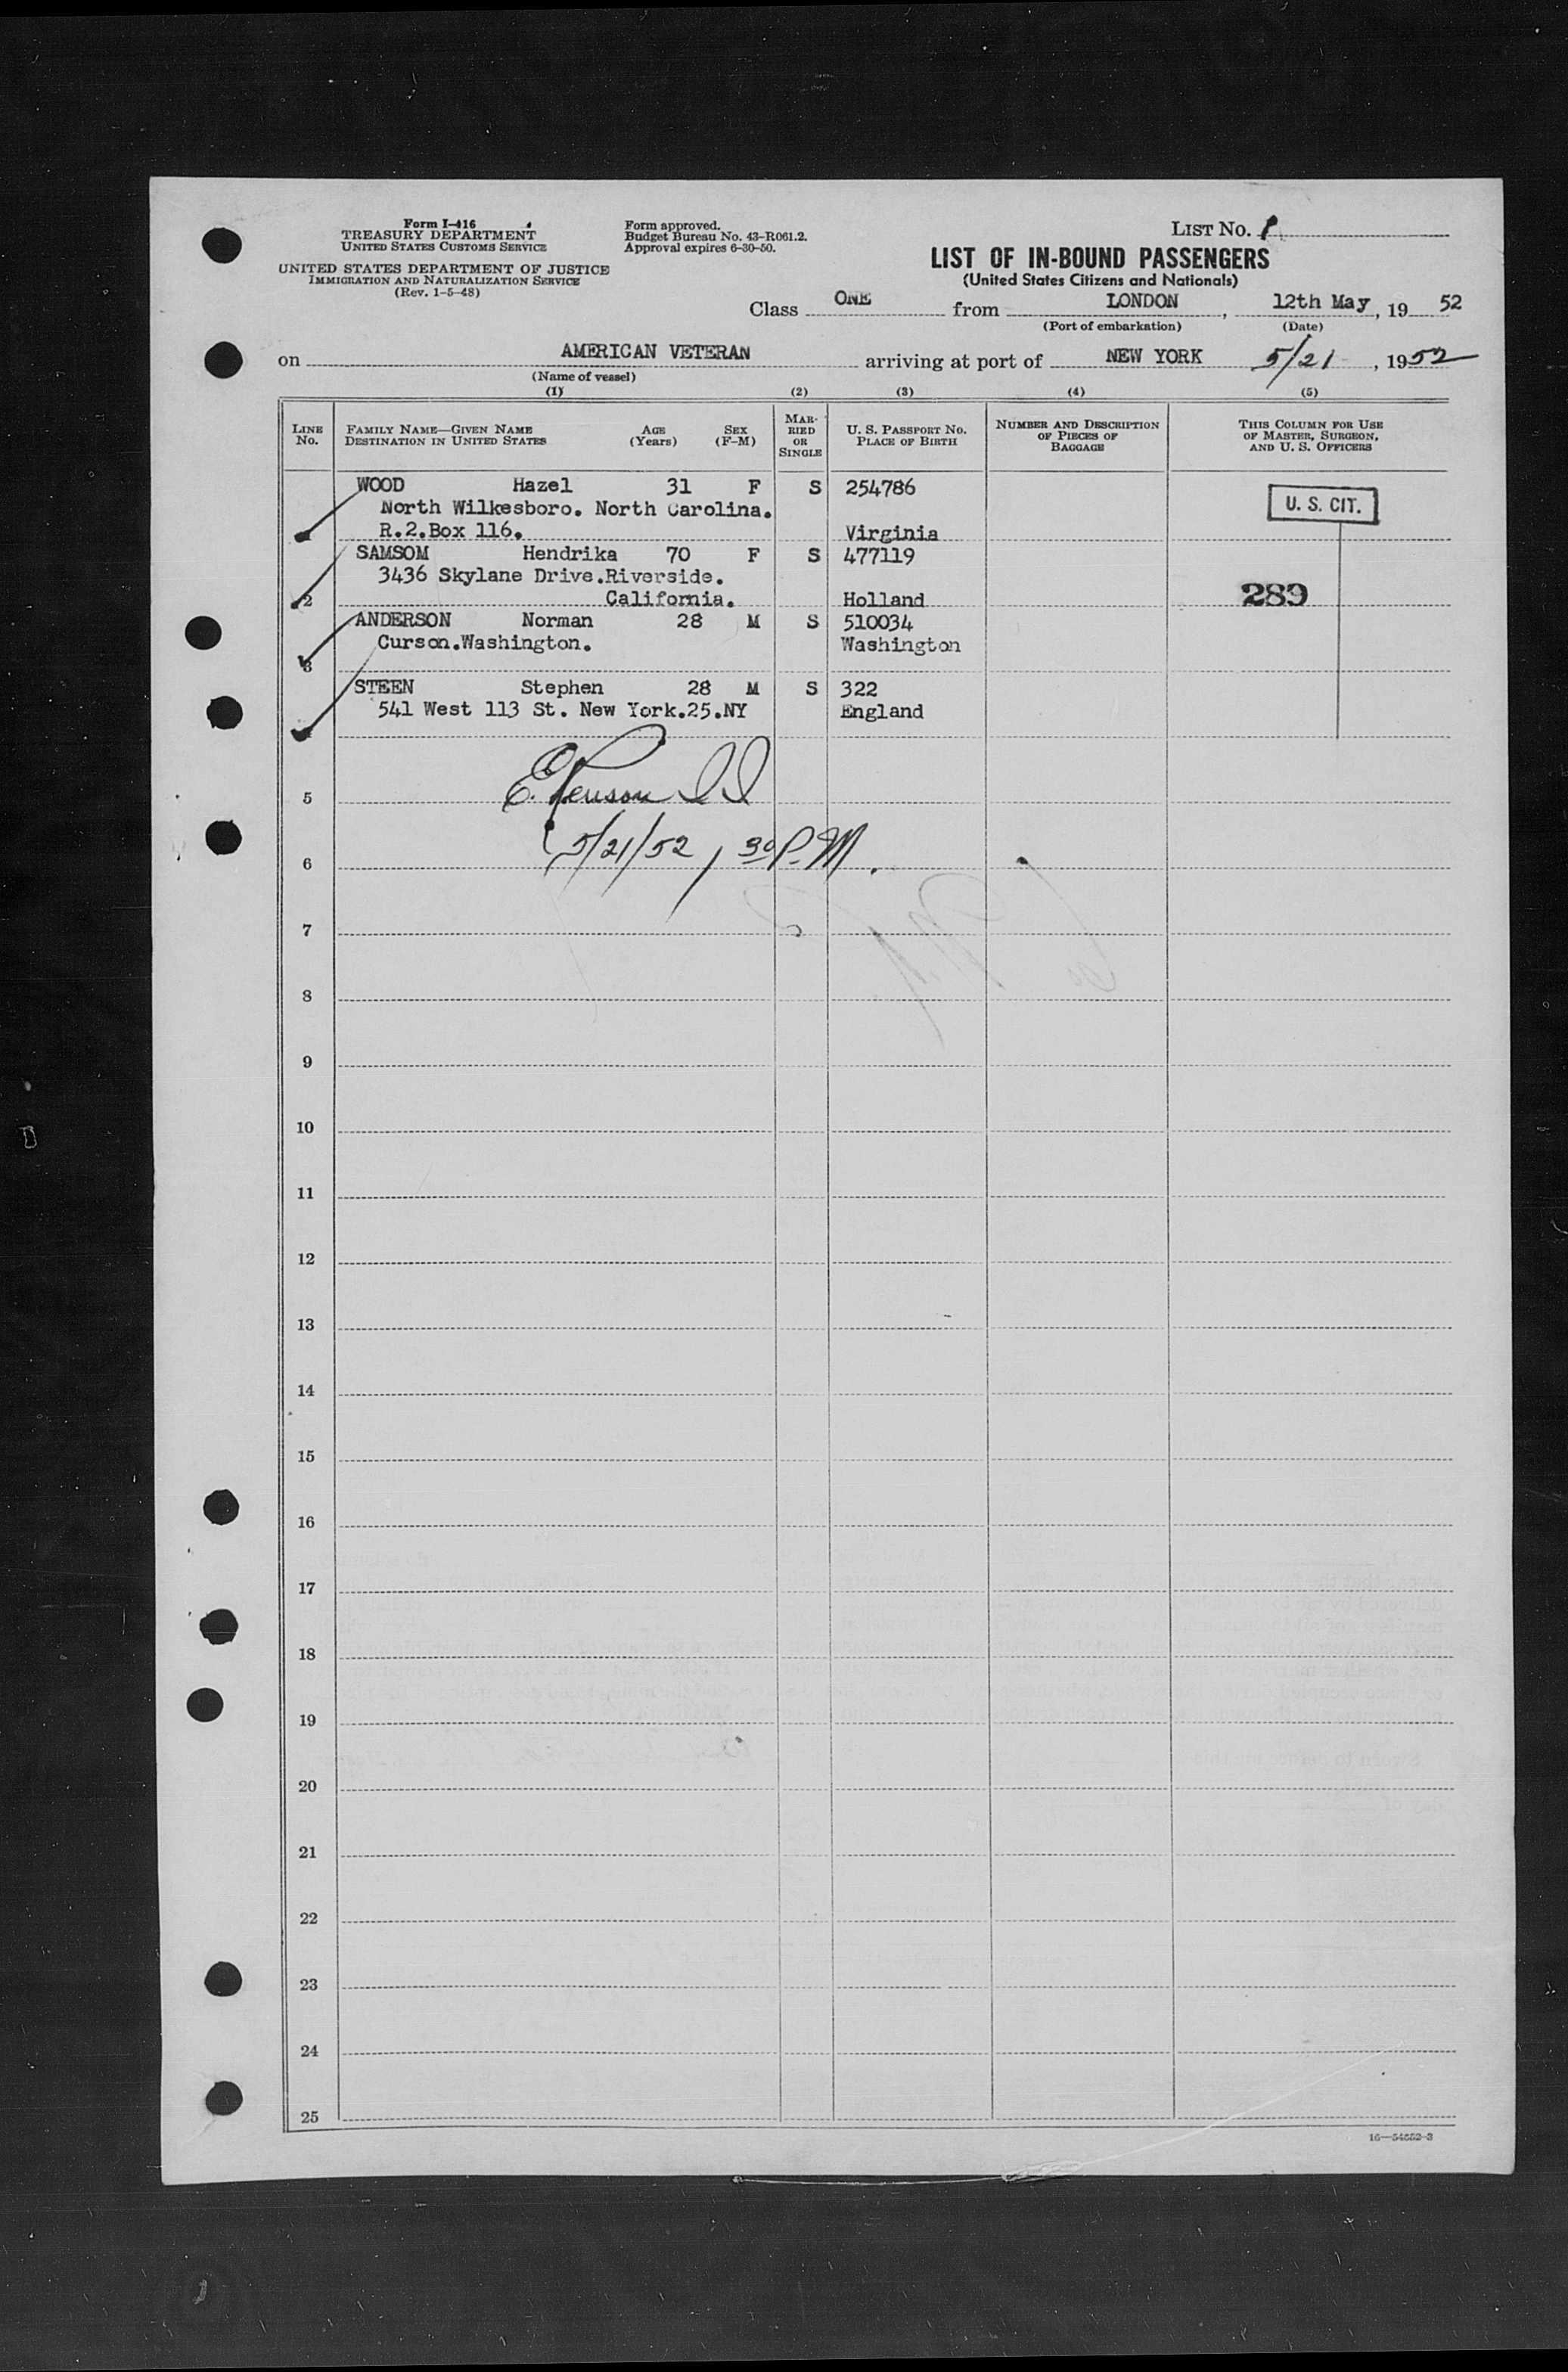 Form I-416
TREASURY DEPARTMENT
UNITED STATES CUSTOMS SERVICE
UNITED STATES DEPARTMENT OF JUSTICE
IMMIGRATION AND NATURALIZATION SERVICE
(Rev. 1-5-48)
Form approved.
Budget Bureau No. 43-R061.2.
Approval expires 6-30-50.
LIST No. 1
LIST OF IN-BOUND PASSENGERS
(United States Citizens and Nationals)
Class ONE from LONDON, 12th May, 1952
(Port of embarkation) (Date)
on AMERICAN VETERAN arriving at port of NEW YORK 5/21, 1952
(Name of vessel)
(1) (2) (3) (4) (5)
LINE No. FAMILY NAME—GIVEN NAME DESTINATION IN UNITED STATES AGE (Years) SEX (F-M) MARRIED OR SINGLE U. S. PASSPORT No. PLACE OF BIRTH NUMBER AND DESCRIPTION OF PIECES OF BAGGAGE THIS COLUMN FOR USE OF MASTER, SURGEON, AND U. S. OFFICERS
WOOD Hazel 31 F S 254786
North Wilkesboro. North Carolina. U. S. CIT.
R.2.Box 116. Virginia
SAMSOM Hendrika 70 F S 477119
3436 Skylane Drive.Riverside.
2 California. Holland 289
ANDERSON Norman 28 M S 510034
Curson.Washington. Washington
3
STEEN Stephen 28 M S 322
541 West 113 St. New York.25.NY England
5
5/21/52, 30 P.M.
6
7
8
9
10
11
12
13
14
15
16
17
18
19
20
21
22
23
24
25
16—54652-3